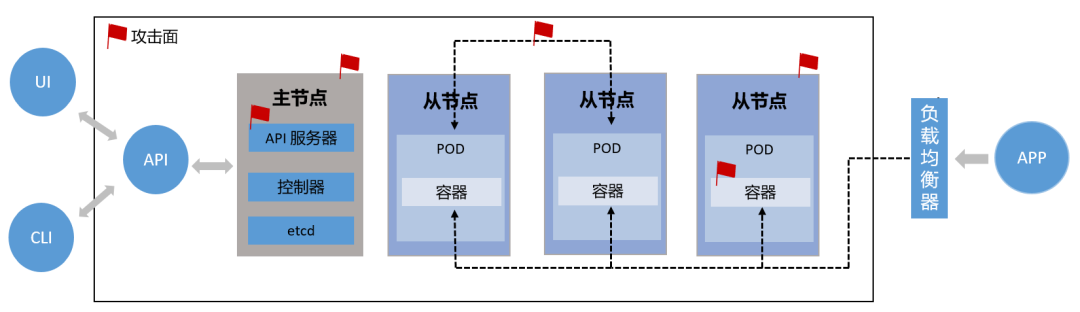 攻击面
UI
API
CLI
主节点
API 服务器
控制器
etcd
从节点
POD
容器
从节点
POD
容器
从节点
POD
容器
负载均衡器
APP